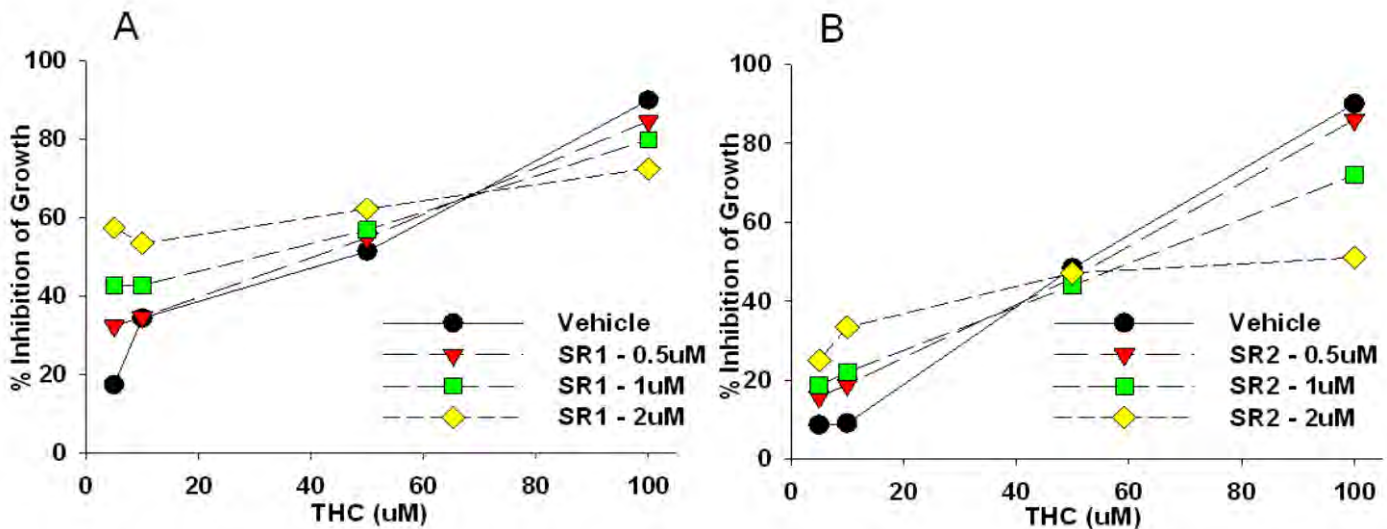 A
% Inhibition of Growth
100
80
60
40
20
0
Vehicle
SR1 - 0.5uM
SR1 - 1uM
SR1 - 2uM
0 20 40 60 80 100
THC (uM)
B
% Inhibition of Growth
100
80
60
40
20
0
Vehicle
SR2 - 0.5uM
SR2 - 1uM
SR2 - 2uM
0 20 40 60 80 100
THC (uM)